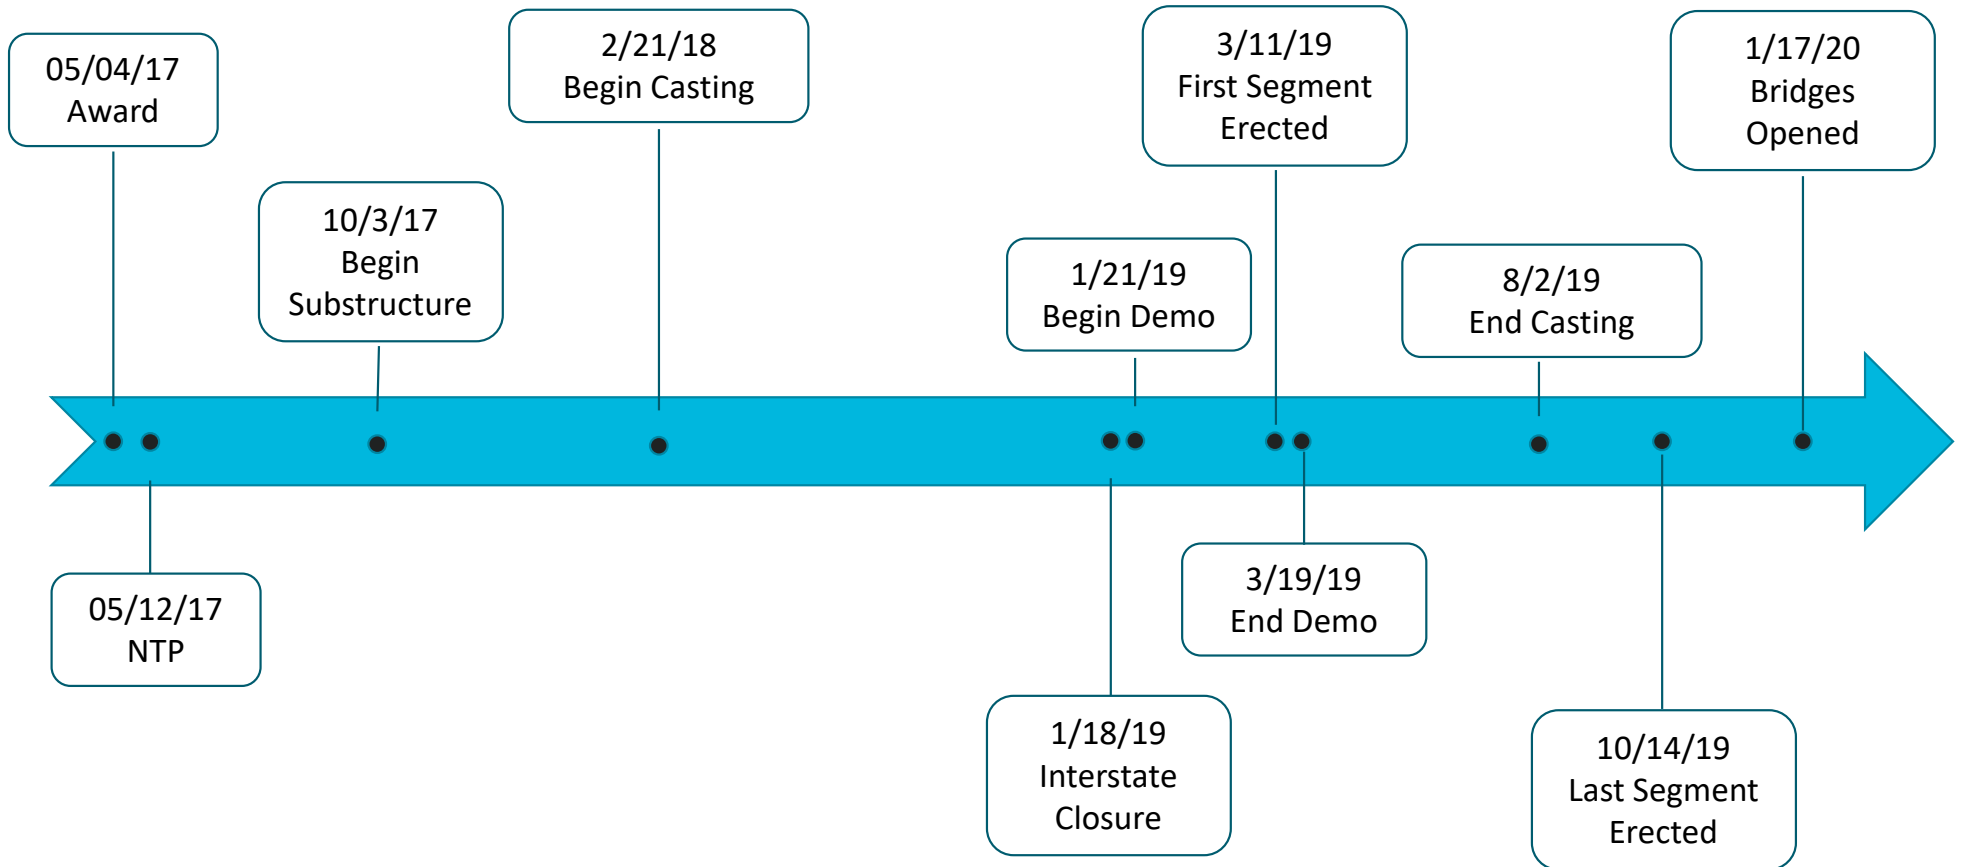 05/04/17
Award
05/12/17
NTP
10/3/17
Begin
Substructure
2/21/18
Begin Casting
1/18/19
Interstate
Closure
1/21/19
Begin Demo
3/11/19
First Segment
Erected
3/19/19
End Demo
8/2/19
End Casting
10/14/19
Last Segment
Erected
1/17/20
Bridges
Opened